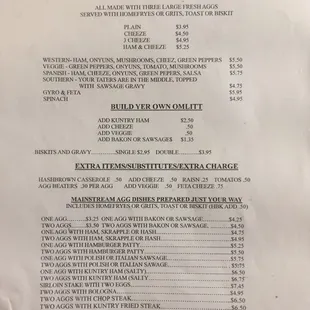 ALL MADE WITH THREE LARGE FRESH AGGS
SERVED WITH HOMEFRYES OR GRITS, TOAST OR BISKIT
PLAIN $3.95
CHEEZE $4.50
3 CHEEZE $4.95
HAM & CHEEZE $5.25
WESTERN- HAM, ONYUNS, MUSHROOMS, CHEEZ, GREEN PEPPERS $5.50
VEGGIE - GREEN PEPPERS, ONYUNS, TOMATO, MUSHROOMS $5.50
SPANISH - HAM, CHEEZE, ONYUNS, GREEN PEPPERS, SALSA $5.75
SOUTHERN - YOUR TATERS ARE IN THE MIDDLE, TOPPED
WITH SAWSAGE GRAVY $4.75
GYRO & FETA $5.95
SPINACH $4.95
BUILD YER OWN OMLITT
ADD KUNTRY HAM $2.50
ADD CHEEZE .50
ADD VEGGIE .50
ADD BAKON OR SAWSAGE $1.35
BISKITS AND GRAVY SINGLE $2.95 DOUBLE $3.95
EXTRA ITEMS/SUBSTITUTES/EXTRA CHARGE
HASHBROWN CASSEROLE .50 ADD CHEEZE .50 RAISN .25 TOMATOS .50
AGG BEATERS .50 PER AGG ADD VEGGIE .50 FETA CHEEZE .75
MAINSTREAM AGG DISHES PREPARED JUST YOUR WAY
INCLUDES HOMEFRYES OR GRITS, TOAST OR BISKIT (HBK ADD .50)
ONE AGG $3.25 ONE AGG WITH BAKON OR SAWSAGE $4.25
TWO AGGS $3.50 TWO AGGS WITH BAKON OR SAWSAGE $4.50
ONE AGG WITH HAM, SKRAPPLE OR HASH $4.75
TWO AGGS WITH HAM, SKRAPPLE OR HASH $4.95
ONE AGG WITH HAMBURGER PATTY $5.25
TWO AGGS WITH HAMBURGER PATTY
ONE AGG WITH POLISH OR ITALIAN SAWSAGE
TWO AGGS WITH POLISH OR ITALIAN SAWAGE $5.75
ONE AGG WITH KUNTRY HAM (SALTY)
TWO AGGS WITH KUNTRY HAM (SALTY)
SIRLOIN STAKE WITH TWO EGGS
TWO AGGS WITH BOLOGNA $4.95
TWO AGGS WITH CHOP STEAK $6.50
TWO AGGS WITH KUNTRY FRIED STEAK $6.50